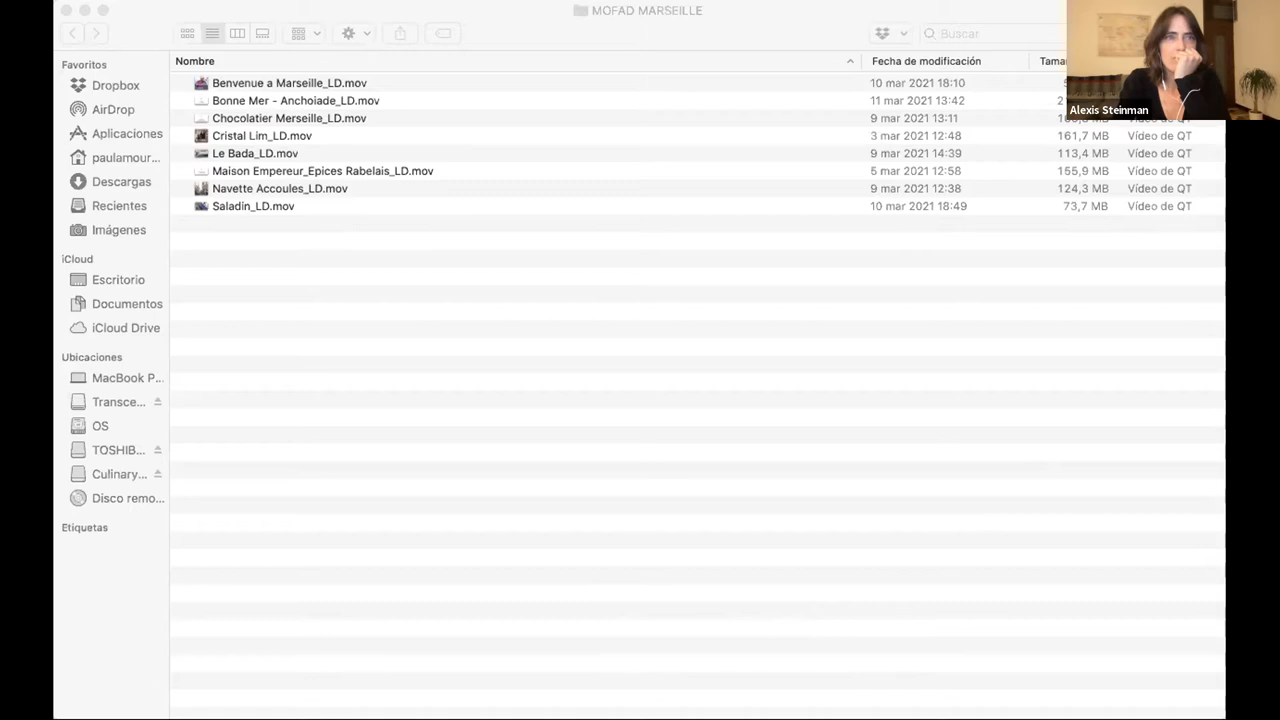 MOFAD MARSEILLE
Buscar
Favoritos
Dropbox
AirDrop
Aplicaciones
paulamour...
Descargas
Recientes
Imágenes
iCloud
Escritorio
Documentos
iCloud Drive
Ubicaciones
MacBook P...
Transce...
OS
TOSHIB...
Culinary...
Disco remo...
Etiquetas
Nombre Fecha de modificación
Benvenue a Marseille_LD.mov 10 mar 2021 18:10
Bonne Mer - Anchoiade_LD.mov 11 mar 2021 13:42
Chocolatier Merseille_LD.mov 9 mar 2021 13:11 Vídeo de QT
Cristal Lim_LD.mov 3 mar 2021 12:48 161,7 MB Vídeo de QT
Le Bada_LD.mov 9 mar 2021 14:39 113,4 MB Vídeo de QT
Maison Empereur_Epices Rabelais_LD.mov 5 mar 2021 12:58 155,9 MB Vídeo de QT
Navette Accoules_LD.mov 9 mar 2021 12:38 124,3 MB Vídeo de QT
Saladin_LD.mov 10 mar 2021 18:49 73,7 MB Vídeo de QT
Alexis Steinman